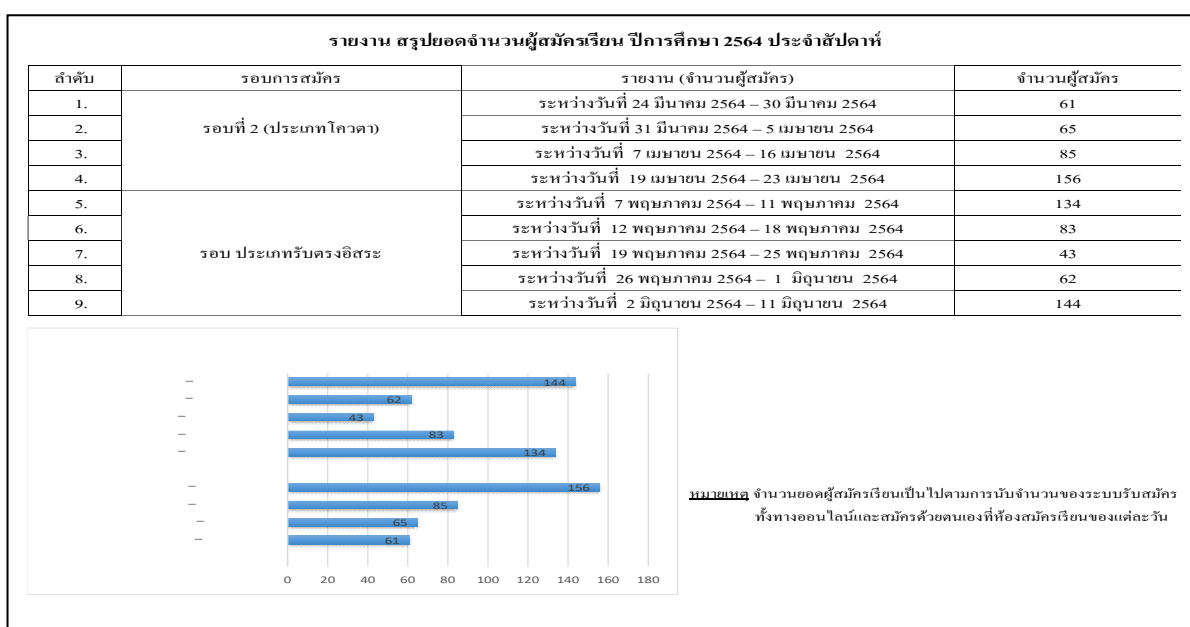 รายงาน สรุปยอดจำนวนผู้สมัครเรียน ปีการศึกษา 2564 ประจำสัปดาห์
ลำดับ รอบการสมัคร รายงาน (จำนวนผู้สมัคร) จำนวนผู้สมัคร
1. ระหว่างวันที่ 24 มีนาคม 2564 – 30 มีนาคม 2564 61
2. รอบที่ 2 (ประเภทโควตา) ระหว่างวันที่ 31 มีนาคม 2564 – 5 เมษายน 2564 65
3. ระหว่างวันที่ 7 เมษายน 2564 – 16 เมษายน 2564 85
4. ระหว่างวันที่ 19 เมษายน 2564 – 23 เมษายน 2564 156
5. ระหว่างวันที่ 7 พฤษภาคม 2564 – 11 พฤษภาคม 2564 134
6. ระหว่างวันที่ 12 พฤษภาคม 2564 – 18 พฤษภาคม 2564 83
7. รอบ ประเภทรับตรงอิสระ ระหว่างวันที่ 19 พฤษภาคม 2564 – 25 พฤษภาคม 2564 43
8. ระหว่างวันที่ 26 พฤษภาคม 2564 – 1 มิถุนายน 2564 62
9. ระหว่างวันที่ 2 มิถุนายน 2564 – 11 มิถุนายน 2564 144
– 144
– 62
– 43
– 83
– 134
– 156
– 85
– 65
– 61
0 20 40 60 80 100 120 140 160 180
หมายเหตุ จำนวนยอดผู้สมัครเรียนเป็นไปตามการนับจำนวนของระบบรับสมัคร
ทั้งทางออนไลน์และสมัครด้วยตนเองที่ห้องสมัครเรียนของแต่ละวัน